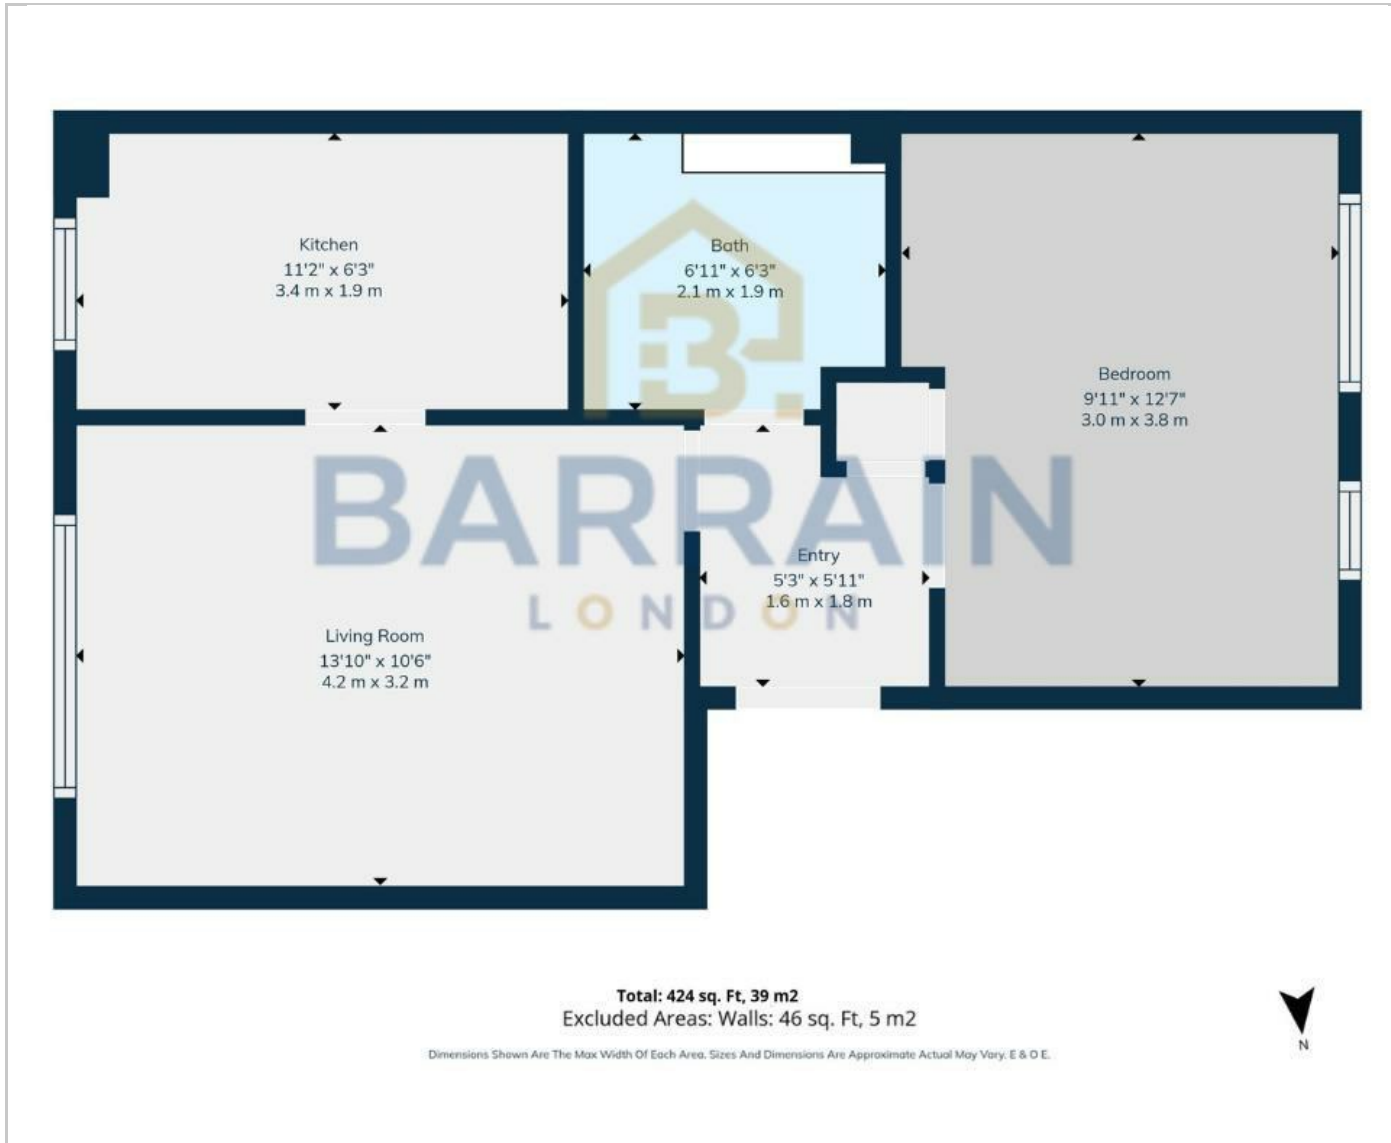 Kitchen
11'2" x 6'3"
3.4 m x 1.9 m
Bath
6'11" x 6'3"
2.1 m x 1.9 m
Bedroom
9'11" x 12'7"
3.0 m x 3.8 m
BARRAIN
LONDON
Entry
5'3" x 5'11"
1.6 m x 1.8 m
Living Room
13'10" x 10'6"
4.2 m x 3.2 m
Total: 424 sq. Ft, 39 m2
Excluded Areas: Walls: 46 sq. Ft, 5 m2
Dimensions Shown Are The Max Width Of Each Area. Sizes And Dimensions Are Approximate Actual May Vary. E & O E.
N